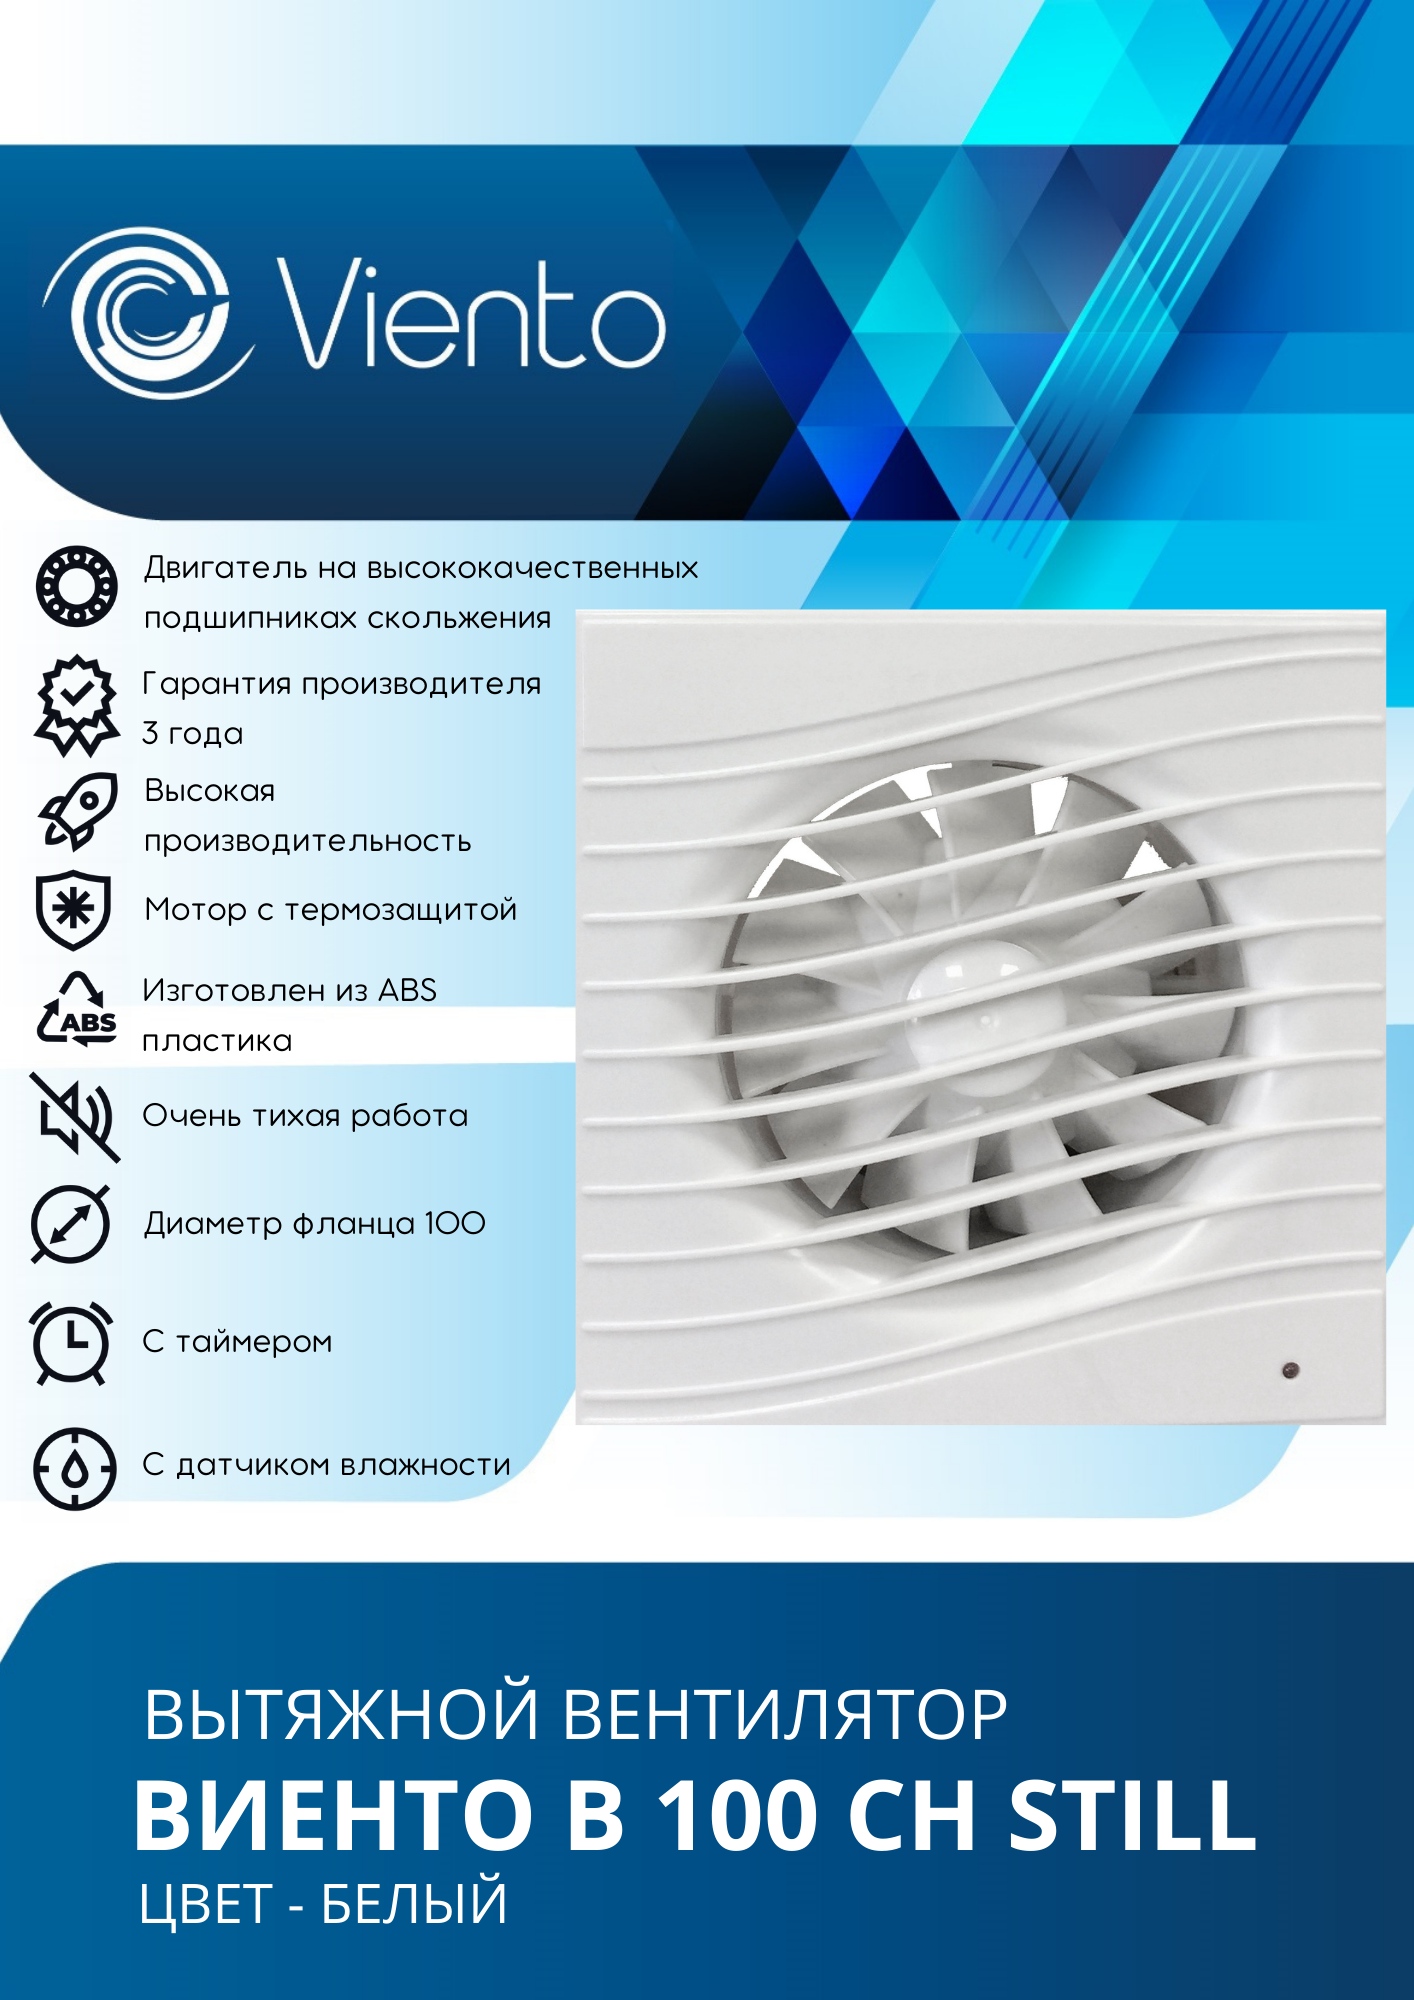 Viento
Двигатель на высококачественных
подшипниках скольжения
Гарантия производителя
3 года
Высокая
производительность
Мотор с термозащитой
Изготовлен из ABS
пластика
ABS
Очень тихая работа
Диаметр фланца 100
С таймером
С датчиком влажности
ВЫТЯЖНОЙ ВЕНТИЛЯТОР
ВИЕНТО В 100 СН STILL
ЦВЕТ - БЕЛЫЙ